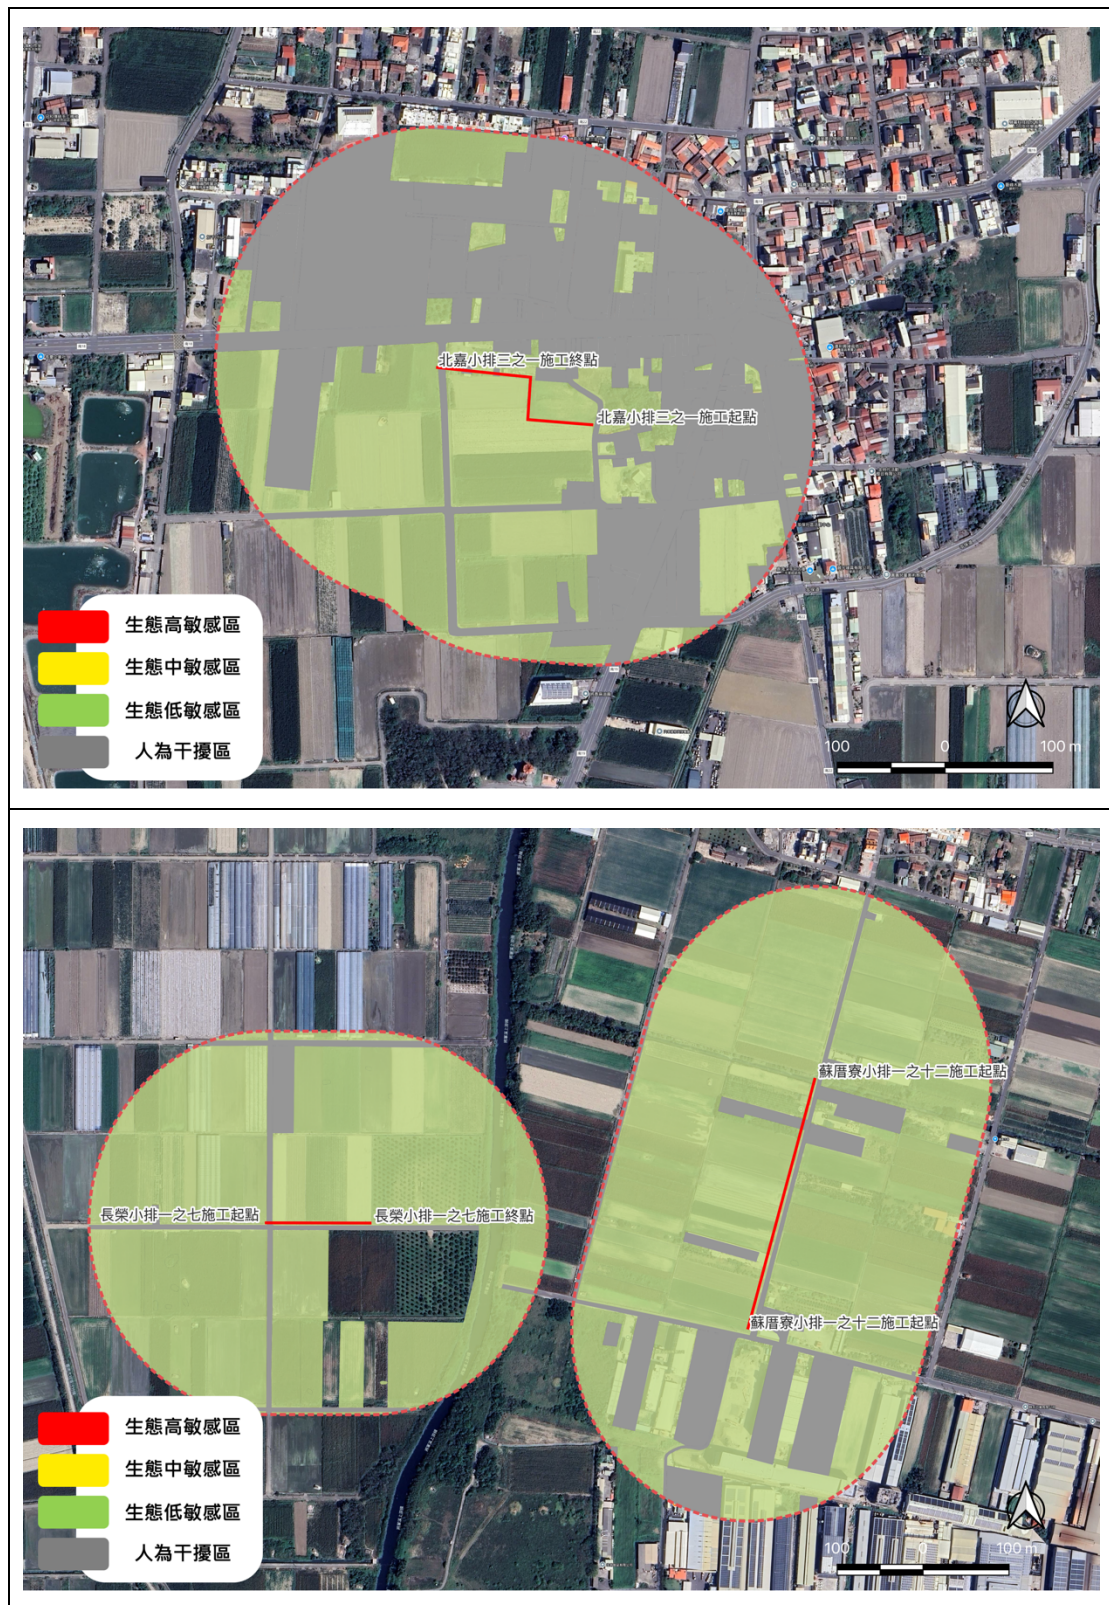 北嘉小排三之一施工終點
北嘉小排三之一施工起點
生態高敏感區
生態中敏感區
生態低敏感區
人為干擾區
100 0 100 m
蘇厝寮小排一之十二施工起點
長榮小排一之七施工起點
長榮小排一之七施工終點
蘇厝寮小排一之十二施工起點
生態高敏感區
生態中敏感區
生態低敏感區
人為干擾區
100 0 100 m